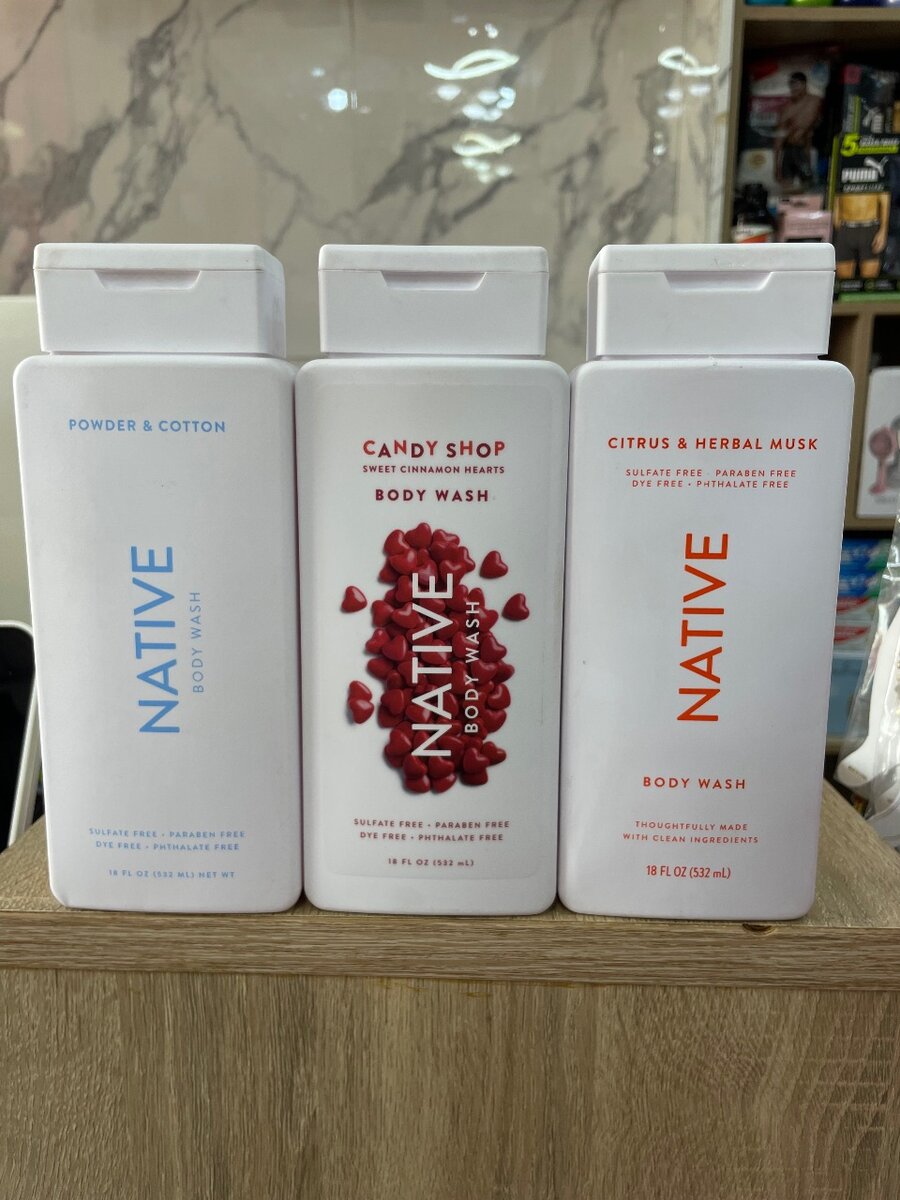 POWDER & COTTON
NATIVE
BODY WASH
SULFATE FREE • PARABEN FREE
DYE FREE • PHTHALATE FREE
18 FL OZ (532 ML) NET WT
CANDY SHOP
SWEET CINNAMON HEARTS
BODY WASH
NATIVE
BODY WASH
SULFATE FREE • PARABEN FREE
DYE FREE • PHTHALATE FREE
18 FL OZ (532 mL)
CITRUS & HERBAL MUSK
SULFATE FREE · PARABEN FREE
DYE FREE • PHTHALATE FREE
NATIVE
BODY WASH
THOUGHTFULLY MADE
WITH CLEAN INGREDIENTS
18 FL OZ (532 mL)
5
PUMA